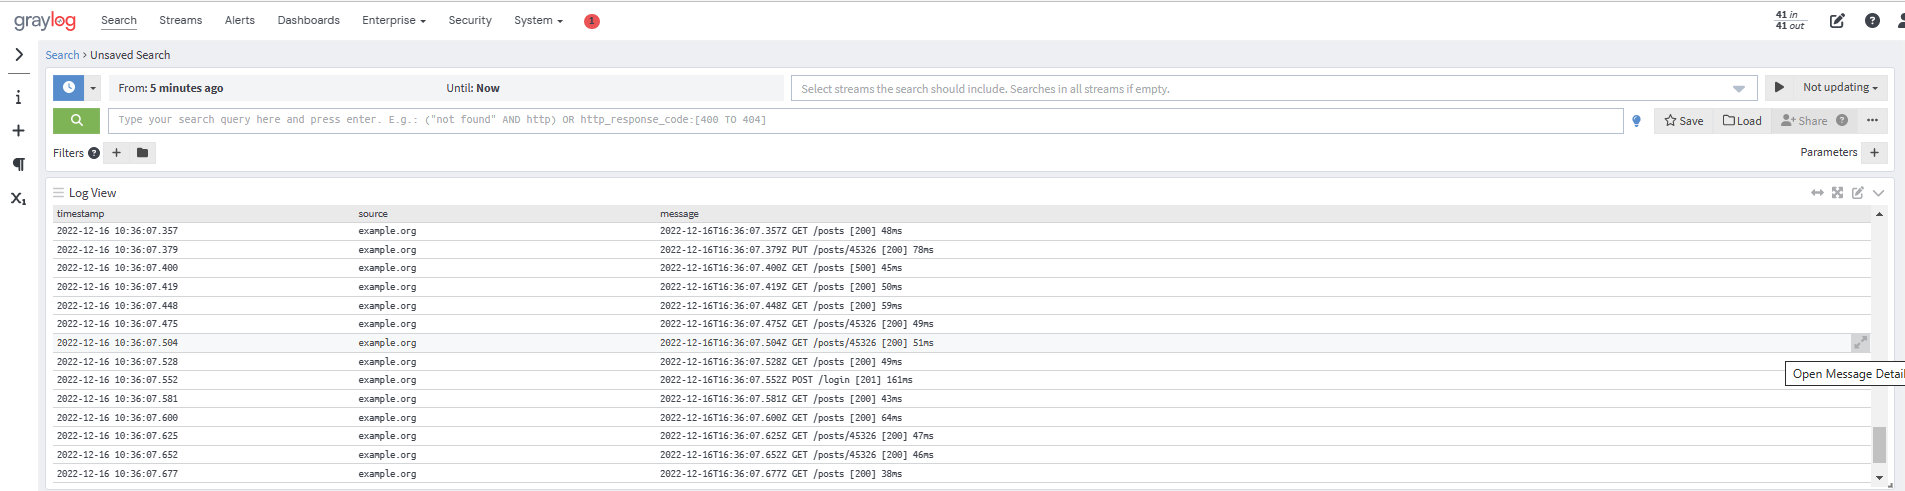 graylog Search Streams Alerts Dashboards Enterprise Security System 1 41 in
41 out ?
Search > Unsaved Search
From: 5 minutes ago Until: Now Select streams the search should include. Searches in all streams if empty. Not updating
Type your search query here and press enter. E.g.: ("not found" AND http) OR http_response_code:[400 TO 404] Save Load Share ? ...
Filters ? + Parameters +
Log View
timestamp source message
2022-12-16 10:36:07.357 example.org 2022-12-16T16:36:07.357Z GET /posts [200] 48ms
2022-12-16 10:36:07.379 example.org 2022-12-16T16:36:07.379Z PUT /posts/45326 [200] 78ms
2022-12-16 10:36:07.400 example.org 2022-12-16T16:36:07.400Z GET /posts [500] 45ms
2022-12-16 10:36:07.419 example.org 2022-12-16T16:36:07.419Z GET /posts [200] 50ms
2022-12-16 10:36:07.448 example.org 2022-12-16T16:36:07.448Z GET /posts [200] 59ms
2022-12-16 10:36:07.475 example.org 2022-12-16T16:36:07.475Z GET /posts/45326 [200] 49ms
2022-12-16 10:36:07.504 example.org 2022-12-16T16:36:07.504Z GET /posts/45326 [200] 51ms
2022-12-16 10:36:07.528 example.org 2022-12-16T16:36:07.528Z GET /posts [200] 49ms
Open Message Detail
2022-12-16 10:36:07.552 example.org 2022-12-16T16:36:07.552Z POST /login [201] 161ms
2022-12-16 10:36:07.581 example.org 2022-12-16T16:36:07.581Z GET /posts [200] 43ms
2022-12-16 10:36:07.600 example.org 2022-12-16T16:36:07.600Z GET /posts [200] 64ms
2022-12-16 10:36:07.625 example.org 2022-12-16T16:36:07.625Z GET /posts/45326 [200] 47ms
2022-12-16 10:36:07.652 example.org 2022-12-16T16:36:07.652Z GET /posts/45326 [200] 46ms
2022-12-16 10:36:07.677 example.org 2022-12-16T16:36:07.677Z GET /posts [200] 38ms